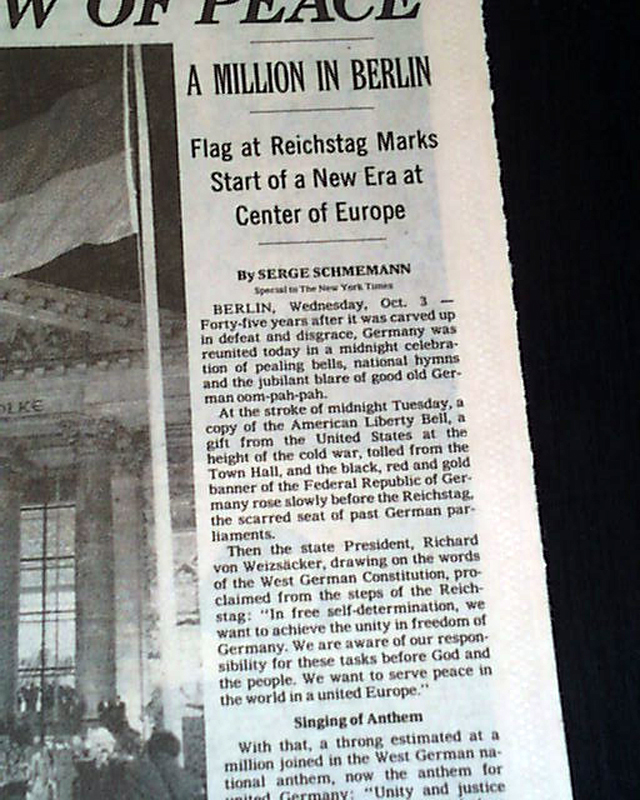 W OF PEACE
A MILLION IN BERLIN
Flag at Reichstag Marks
Start of a New Era at
Center of Europe
By SERGE SCHMEMANN
Special to The New York Times
BERLIN, Wednesday, Oct. 3 —
Forty-five years after it was carved up
in defeat and disgrace, Germany was
reunited today in a midnight celebra-
tion of pealing bells, national hymns
and the jubilant blare of good old Ger-
man oom-pah-pah.
At the stroke of midnight Tuesday, a
copy of the American Liberty Bell, a
gift from the United States at the
height of the cold war, tolled from the
Town Hall, and the black, red and gold
banner of the Federal Republic of Ger-
many rose slowly before the Reichstag,
the scarred seat of past German par-
liaments.
Then the state President, Richard
von Weizsäcker, drawing on the words
of the West German Constitution, pro-
claimed from the steps of the Reich-
stag: "In free self-determination, we
want to achieve the unity in freedom of
Germany. We are aware of our respon-
sibility for these tasks before God and
the people. We want to serve peace in
the world in a united Europe."
Singing of Anthem
With that, a throng estimated at a
million joined in the West German na-
tional anthem, now the anthem for
united Germany: "Unity and justice
OLKE